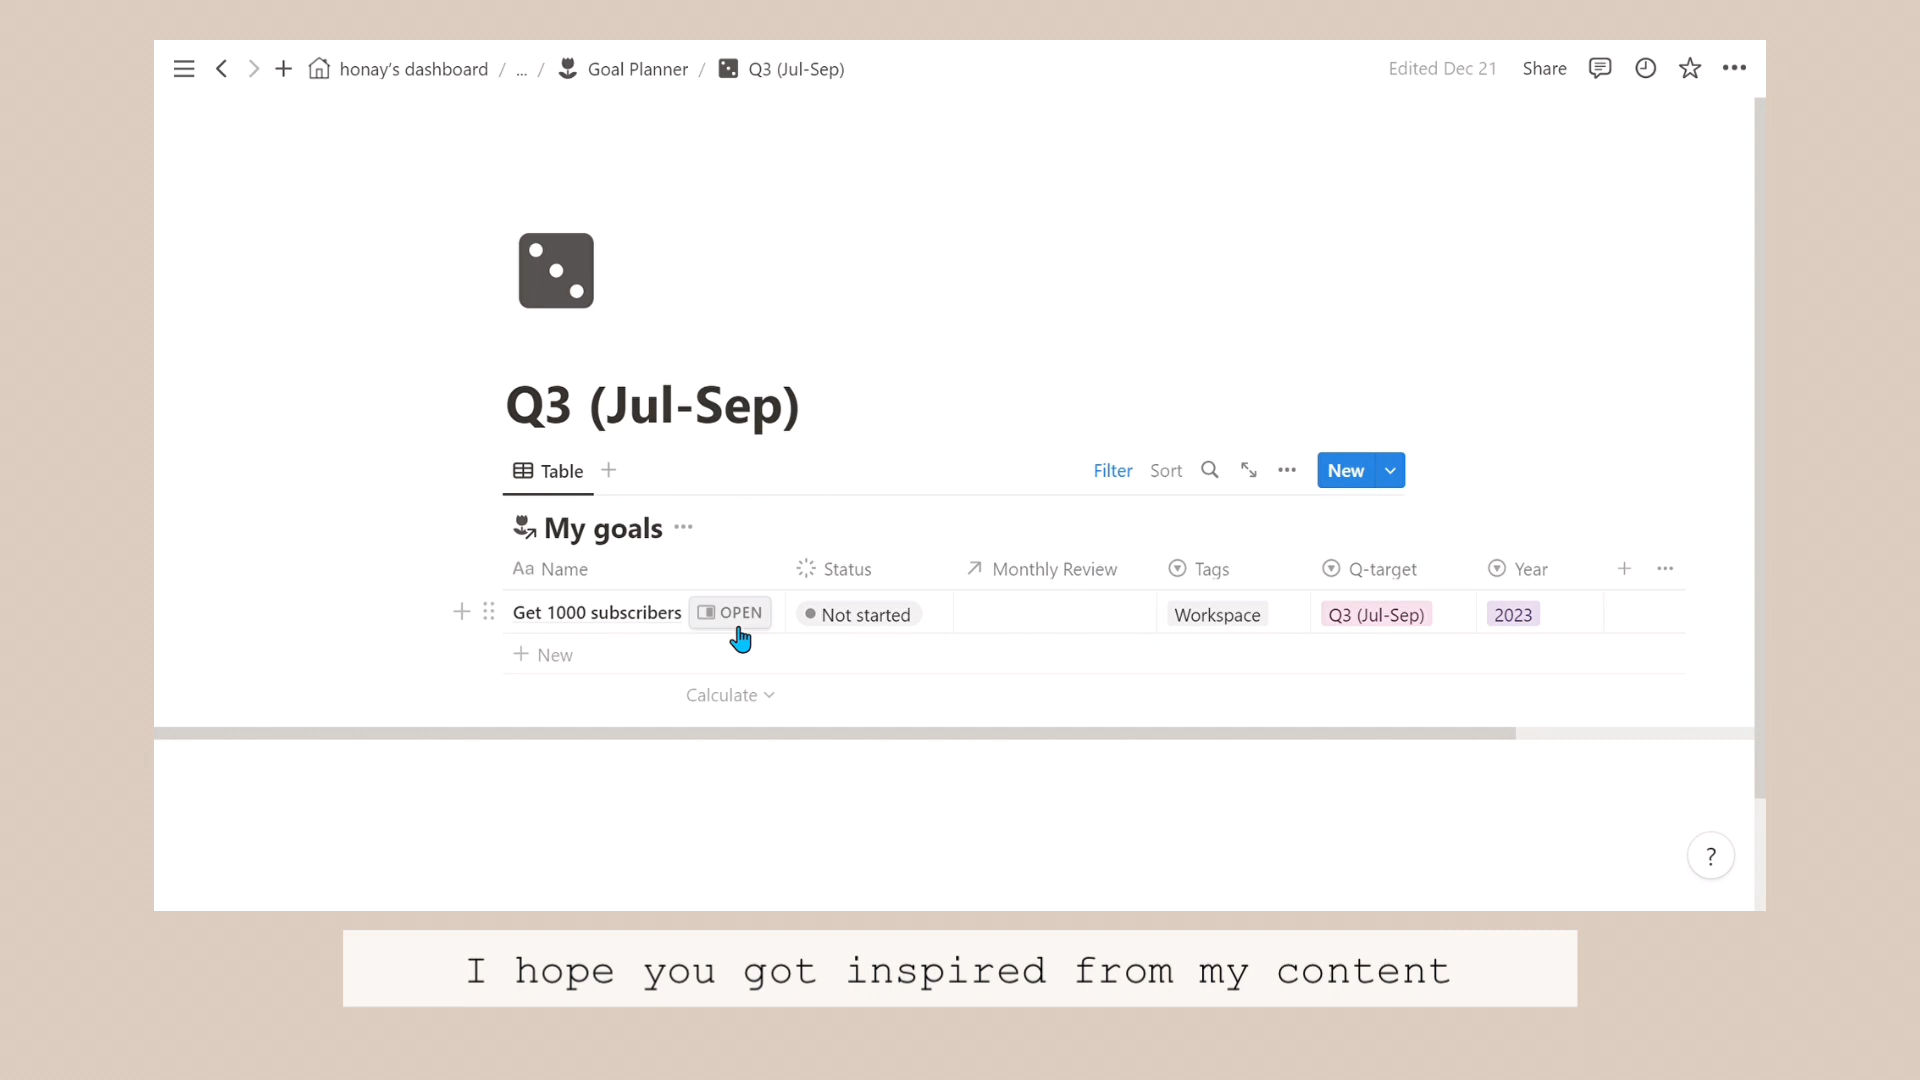 honay's dashboard / ... / Goal Planner / Q3 (Jul-Sep)
Edited Dec 21 Share
Q3 (Jul-Sep)
Table
Filter Sort New
My goals
Aa Name Status Monthly Review Tags Q-target Year
Get 1000 subscribers OPEN Not started Workspace Q3 (Jul-Sep) 2023
New
Calculate
?
I hope you got inspired from my content